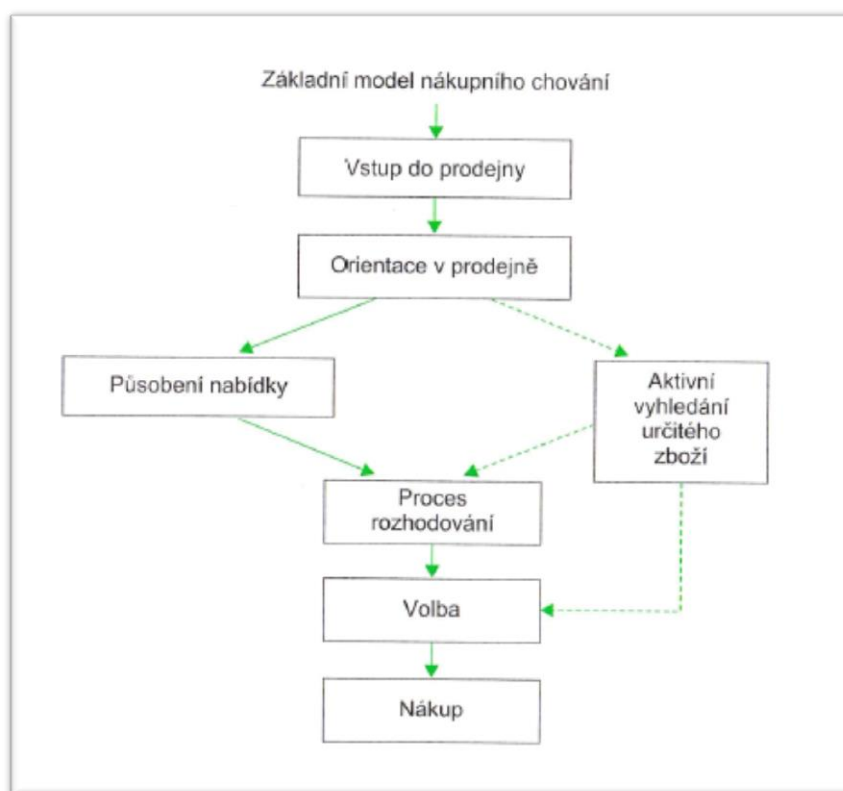 Základní model nákupního chování
Vstup do prodejny
Orientace v prodejně
Působení nabídky
Aktivní
vyhledání
určitého
zboží
Proces
rozhodování
Volba
Nákup